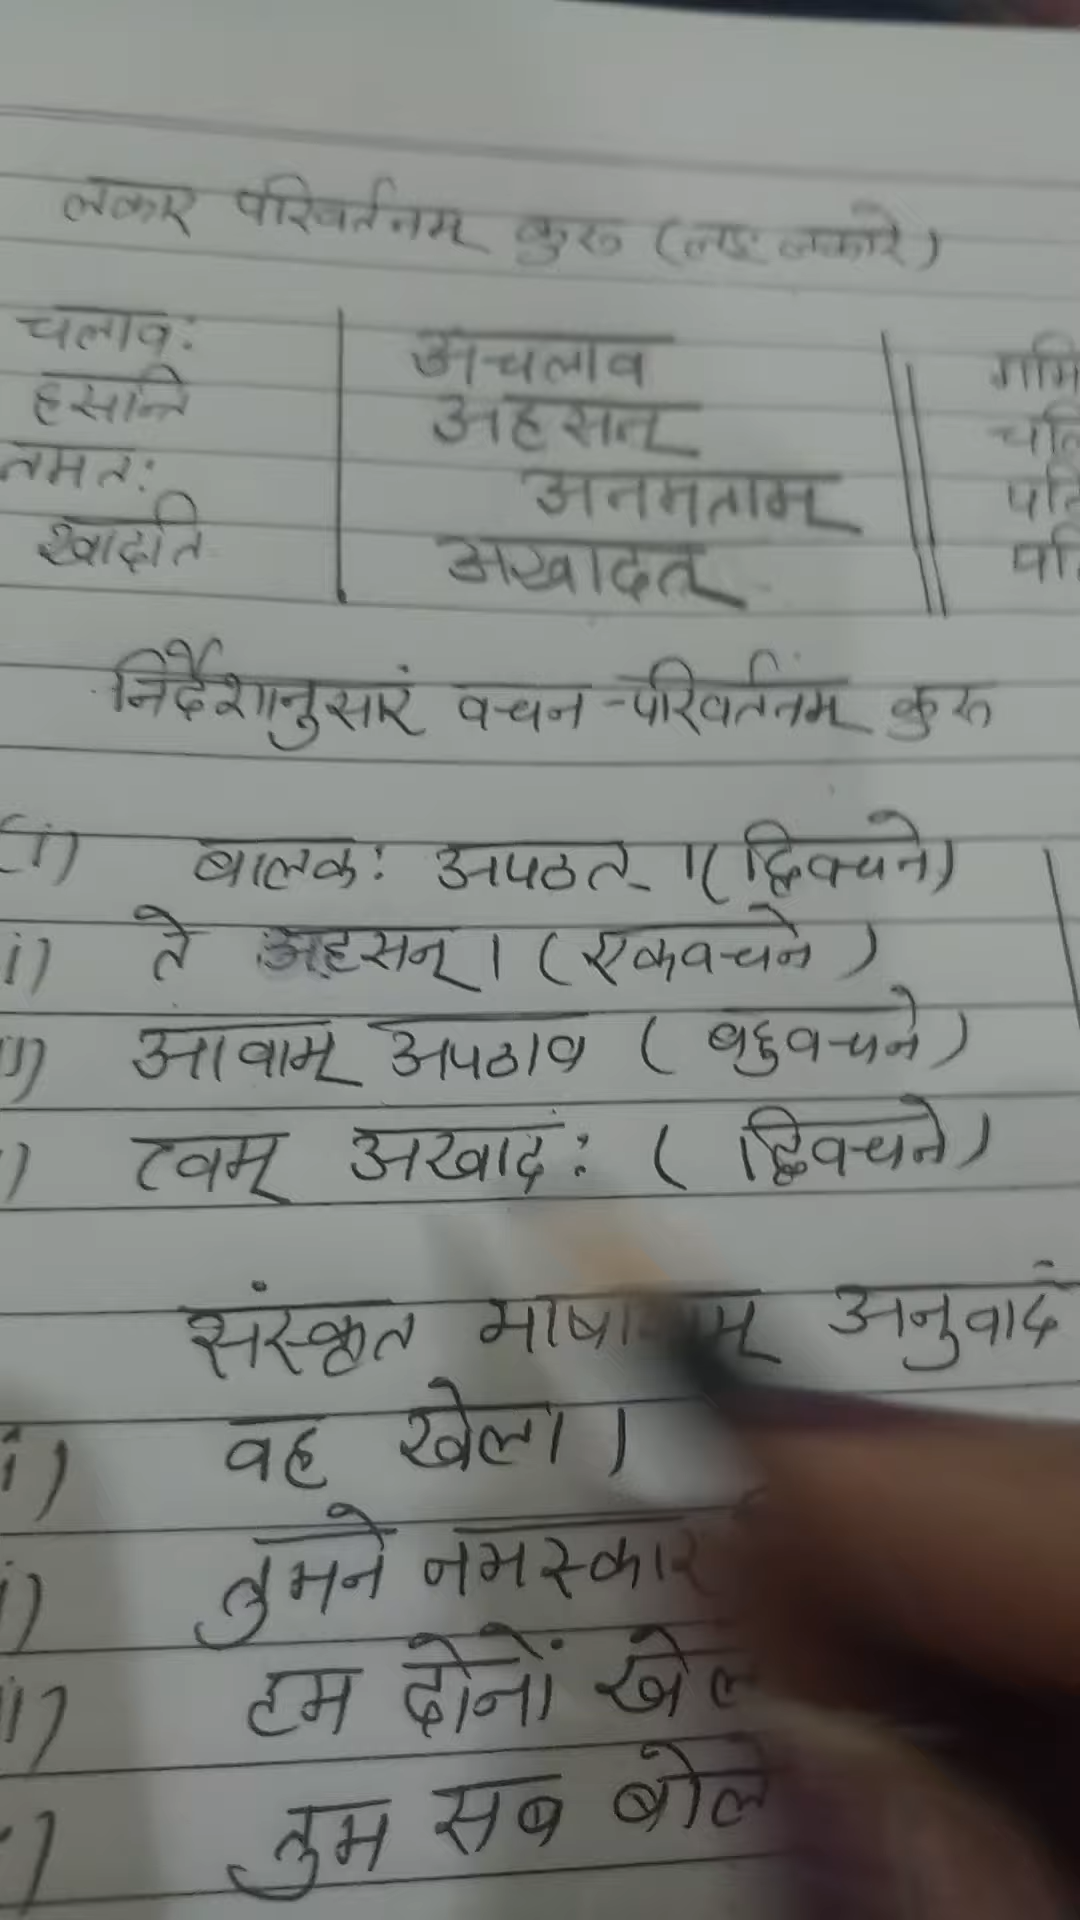 लकार परिवर्तनम् कुरु (लङ् लकारे)
चलावः अचलाव
हसन्ति अहसन्
नमतः अनमताम्
खादति अखादत्
निर्देशानुसारं वचन-परिवर्तनम् कुरु
i) बालकः अपठत् । (द्विवचने)
i) ते अहसन् । (एकवचने)
आवाम् अपठाव (बहुवचने)
त्वम् अखादः (द्विवचने)
संस्कृत अनुवाद
i) वह खेला ।
i) तुमने नमस्कार
हम दोनों
तुम सब